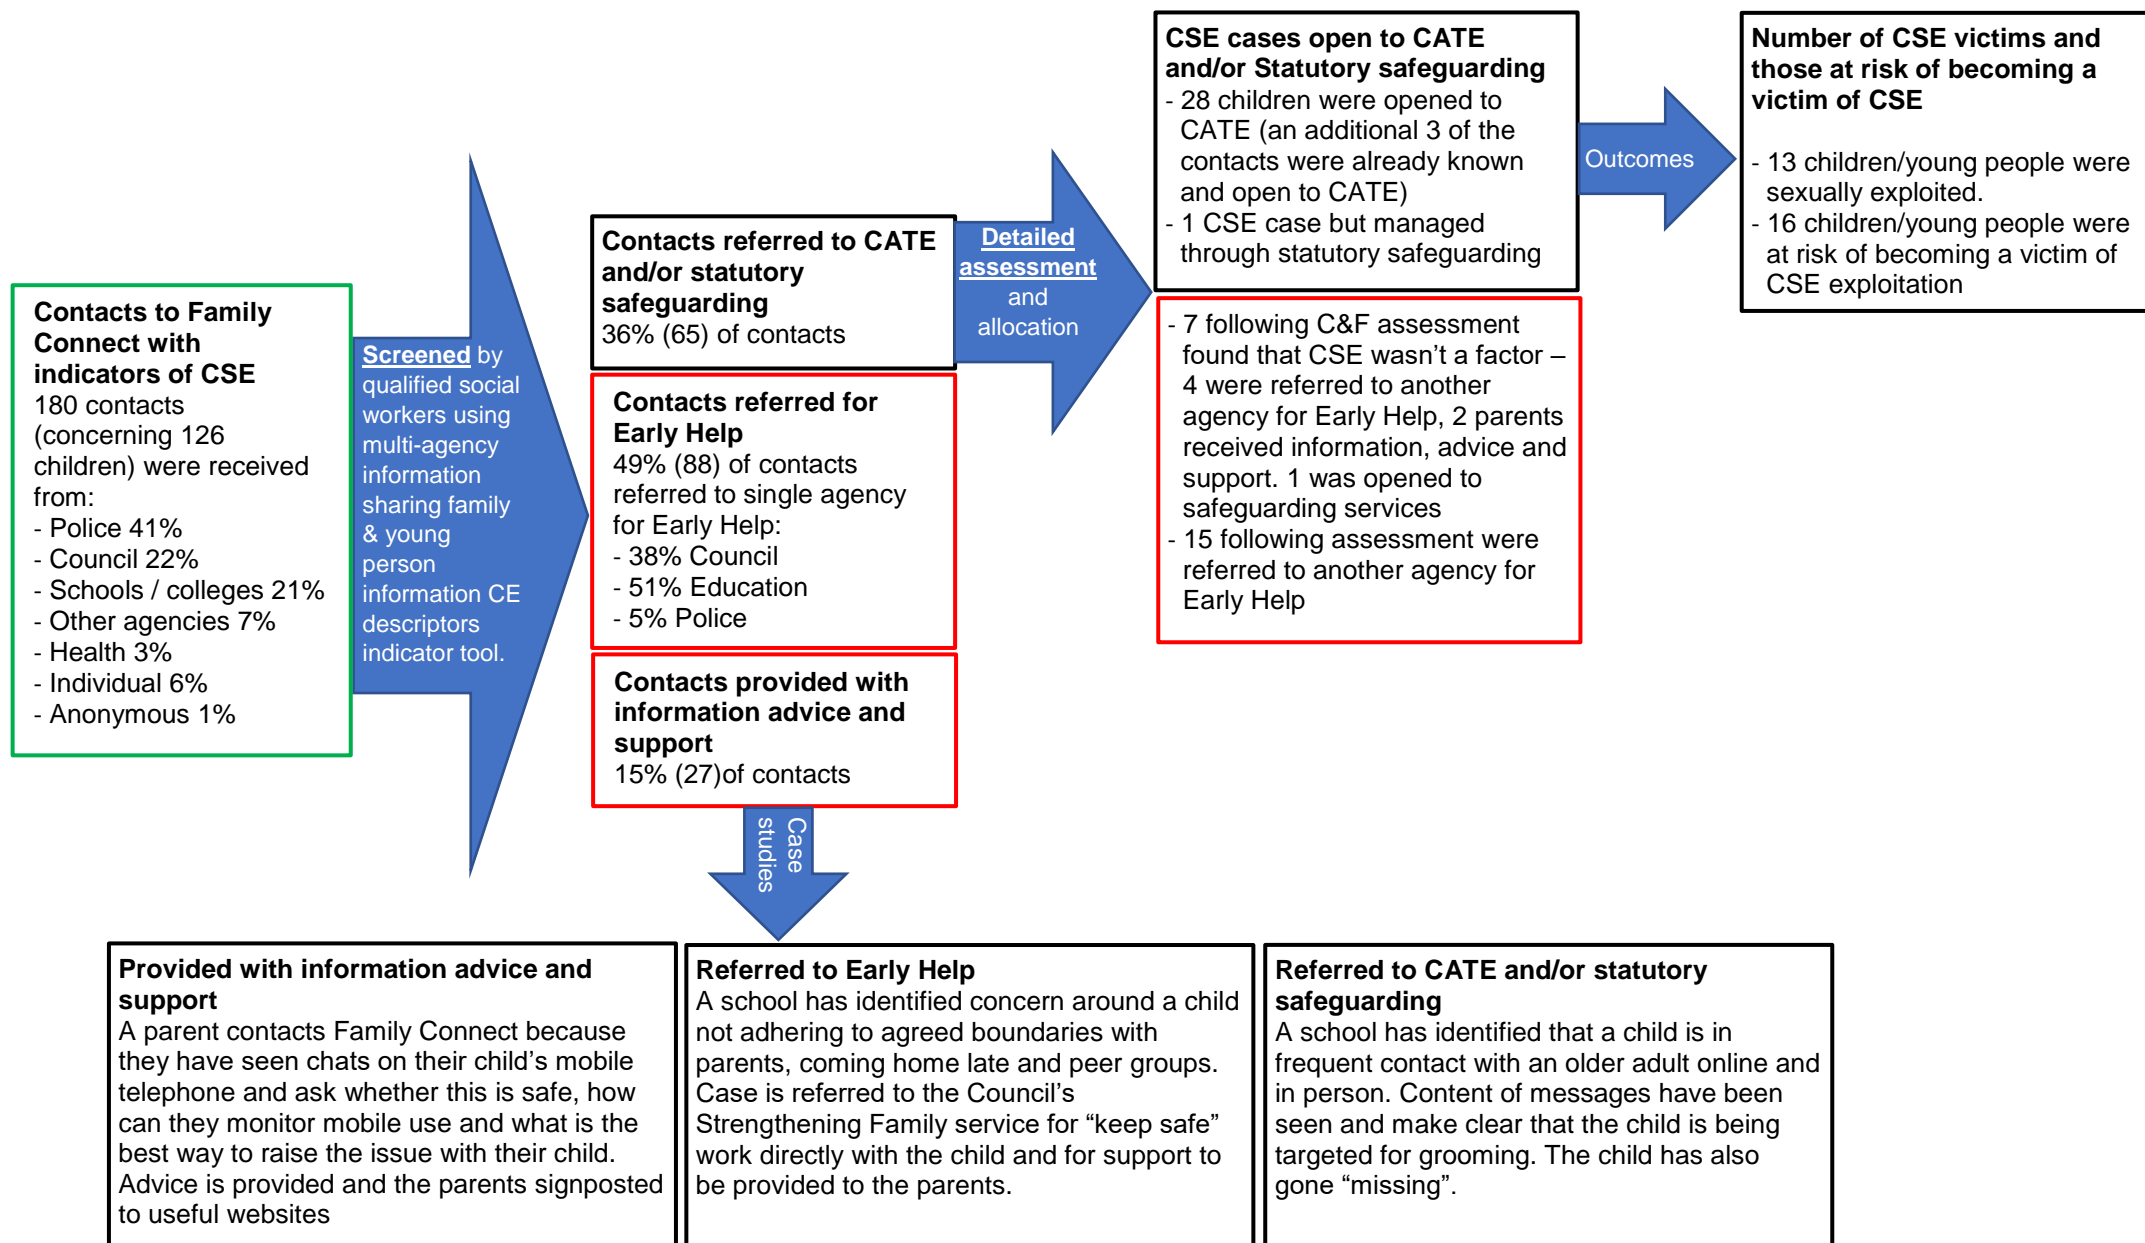 Contacts to Family
Connect with
indicators of CSE
180 contacts
(concerning 126
children) were received
from:
- Police 41%
- Council 22%
- Schools / colleges 21%
- Other agencies 7%
- Health 3%
- Individual 6%
- Anonymous 1%
Screened by
qualified social
workers using
multi-agency
information
sharing family
& young
person
information CE
descriptors
indicator tool.
Contacts referred to CATE
and/or statutory
safeguarding
36% (65) of contacts
Contacts referred for
Early Help
49% (88) of contacts
referred to single agency
for Early Help:
- 38% Council
- 51% Education
- 5% Police
Contacts provided with
information advice and
support
15% (27)of contacts
Detailed
assessment
and
allocation
CSE cases open to CATE
and/or Statutory safeguarding
- 28 children were opened to
CATE (an additional 3 of the
contacts were already known
and open to CATE)
- 1 CSE case but managed
through statutory safeguarding
- 7 following C&F assessment
found that CSE wasn’t a factor –
4 were referred to another
agency for Early Help, 2 parents
received information, advice and
support. 1 was opened to
safeguarding services
- 15 following assessment were
referred to another agency for
Early Help
Outcomes
Number of CSE victims and
those at risk of becoming a
victim of CSE
- 13 children/young people were
sexually exploited.
- 16 children/young people were
at risk of becoming a victim of
CSE exploitation
Case
studies
Provided with information advice and
support
A parent contacts Family Connect because
they have seen chats on their child’s mobile
telephone and ask whether this is safe, how
can they monitor mobile use and what is the
best way to raise the issue with their child.
Advice is provided and the parents signposted
to useful websites
Referred to Early Help
A school has identified concern around a child
not adhering to agreed boundaries with
parents, coming home late and peer groups.
Case is referred to the Council’s
Strengthening Family service for “keep safe”
work directly with the child and for support to
be provided to the parents.
Referred to CATE and/or statutory
safeguarding
A school has identified that a child is in
frequent contact with an older adult online and
in person. Content of messages have been
seen and make clear that the child is being
targeted for grooming. The child has also
gone “missing”.